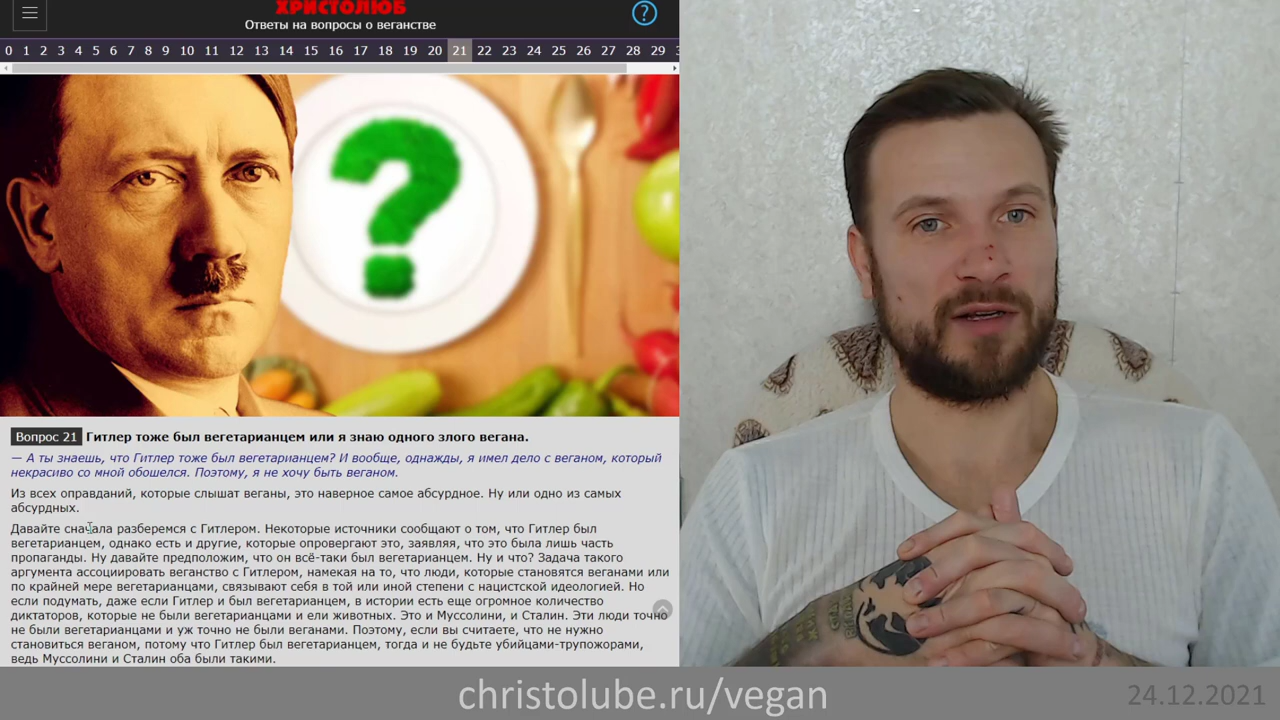 ХРИСТОЛЮБ
Ответы на вопросы о веганстве
?
0 1 2 3 4 5 6 7 8 9 10 11 12 13 14 15 16 17 18 19 20 21 22 23 24 25 26 27 28 29
Вопрос 21 Гитлер тоже был вегетарианцем или я знаю одного злого вегана.
— А ты знаешь, что Гитлер тоже был вегетарианцем? И вообще, однажды, я имел дело с веганом, который
некрасиво со мной обошелся. Поэтому, я не хочу быть веганом.
Из всех оправданий, которые слышат веганы, это наверное самое абсурдное. Ну или одно из самых
абсурдных.
Давайте сначала разберемся с Гитлером. Некоторые источники сообщают о том, что Гитлер был
вегетарианцем, однако есть и другие, которые опровергают это, заявляя, что это была лишь часть
пропаганды. Ну давайте предположим, что он всё-таки был вегетарианцем. Ну и что? Задача такого
аргумента ассоциировать веганство с Гитлером, намекая на то, что люди, которые становятся веганами или
по крайней мере вегетарианцами, связывают себя в той или иной степени с нацистской идеологией. Но
если подумать, даже если Гитлер и был вегетарианцем, в истории есть еще огромное количество
диктаторов, которые не были вегетарианцами и ели животных. Это и Муссолини, и Сталин. Эти люди точно
не были вегетарианцами и уж точно не были веганами. Поэтому, если вы считаете, что не нужно
становиться веганом, потому что Гитлер был вегетарианцем, тогда и не будьте убийцами-трупожорами,
ведь Муссолини и Сталин оба были такими.
christolube.ru/vegan
24.12.2021